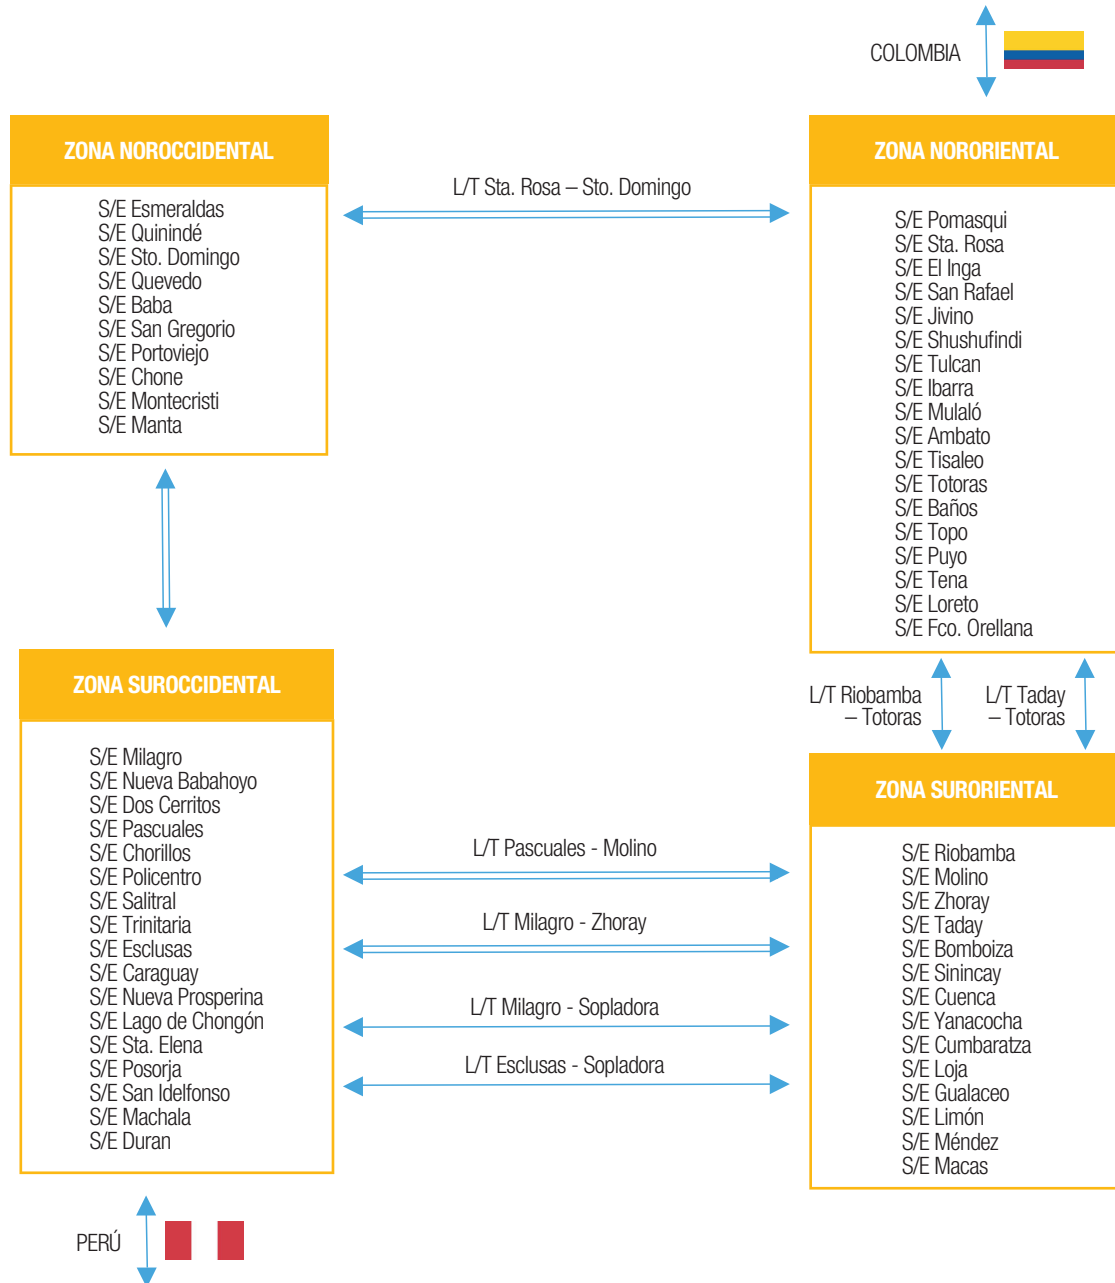 COLOMBIA
ZONA NOROCCIDENTAL
S/E Esmeraldas
S/E Quinindé
S/E Sto. Domingo
S/E Quevedo
S/E Baba
S/E San Gregorio
S/E Portoviejo
S/E Chone
S/E Montecristi
S/E Manta
L/T Sta. Rosa – Sto. Domingo
ZONA NORORIENTAL
S/E Pomasqui
S/E Sta. Rosa
S/E El Inga
S/E San Rafael
S/E Jivino
S/E Shushufindi
S/E Tulcan
S/E Ibarra
S/E Mulaló
S/E Ambato
S/E Tisaleo
S/E Totoras
S/E Baños
S/E Topo
S/E Puyo
S/E Tena
S/E Loreto
S/E Fco. Orellana
L/T Riobamba
– Totoras
L/T Taday
– Totoras
ZONA SUROCCIDENTAL
S/E Milagro
S/E Nueva Babahoyo
S/E Dos Cerritos
S/E Pascuales
S/E Chorillos
S/E Policentro
S/E Salitral
S/E Trinitaria
S/E Esclusas
S/E Caraguay
S/E Nueva Prosperina
S/E Lago de Chongón
S/E Sta. Elena
S/E Posorja
S/E San Idelfonso
S/E Machala
S/E Duran
L/T Pascuales - Molino
L/T Milagro - Zhoray
L/T Milagro - Sopladora
L/T Esclusas - Sopladora
ZONA SURORIENTAL
S/E Riobamba
S/E Molino
S/E Zhoray
S/E Taday
S/E Bomboiza
S/E Sinincay
S/E Cuenca
S/E Yanacocha
S/E Cumbaratza
S/E Loja
S/E Gualaceo
S/E Limón
S/E Méndez
S/E Macas
PERÚ